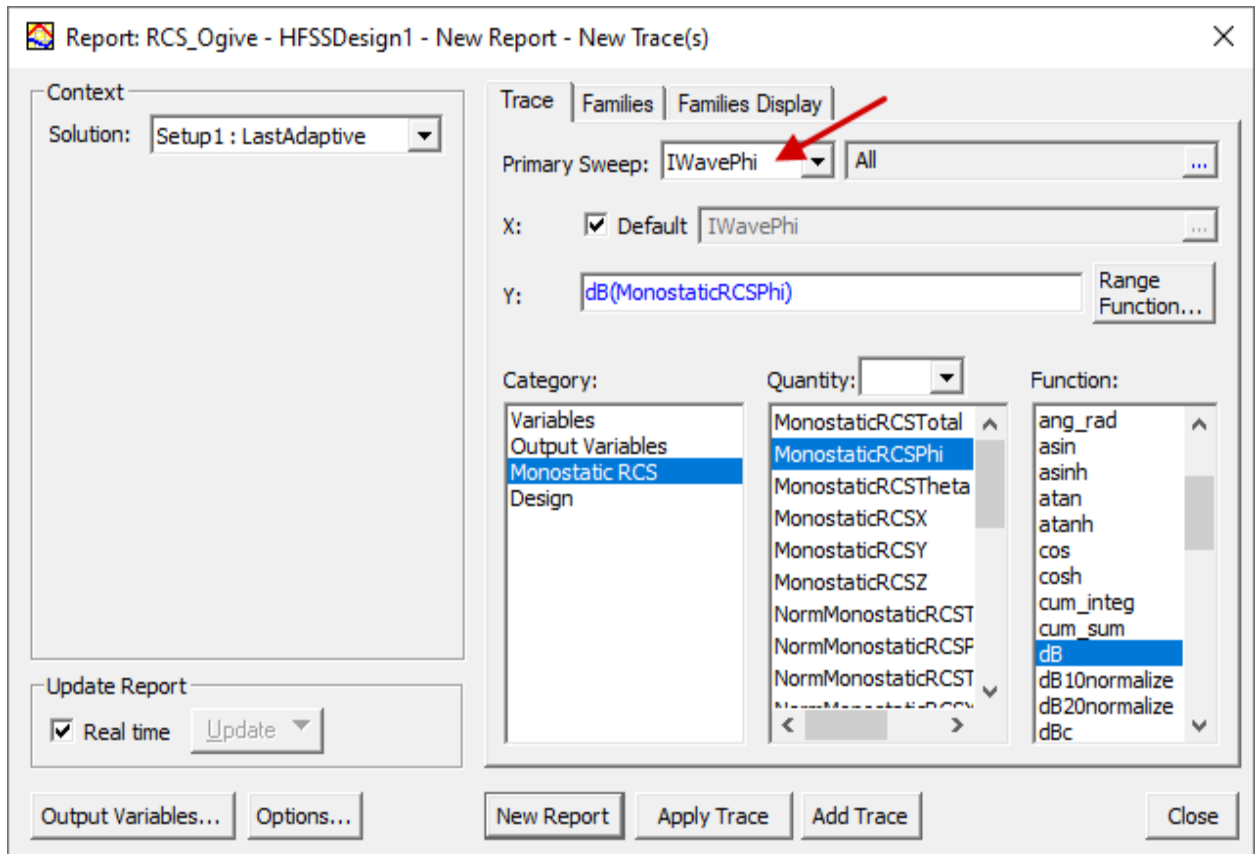 Report: RCS_Ogive - HFSSDesign1 - New Report - New Trace(s)
Context
Solution: Setup1 : LastAdaptive
Trace Families Families Display
Primary Sweep: IWavePhi All ...
X: Default IWavePhi ...
Y: dB(MonostaticRCSPhi) Range
Function...
Category:
Variables
Output Variables
Monostatic RCS
Design
Quantity:
MonostaticRCSTotal
MonostaticRCSPhi
MonostaticRCSTheta
MonostaticRCSX
MonostaticRCSY
MonostaticRCSZ
NormMonostaticRCST
NormMonostaticRCSP
NormMonostaticRCST
Function:
ang_rad
asin
asinh
atan
atanh
cos
cosh
cum_integ
cum_sum
dB
dB10normalize
dB20normalize
dBc
Update Report
Real time Update
Output Variables... Options... New Report Apply Trace Add Trace Close